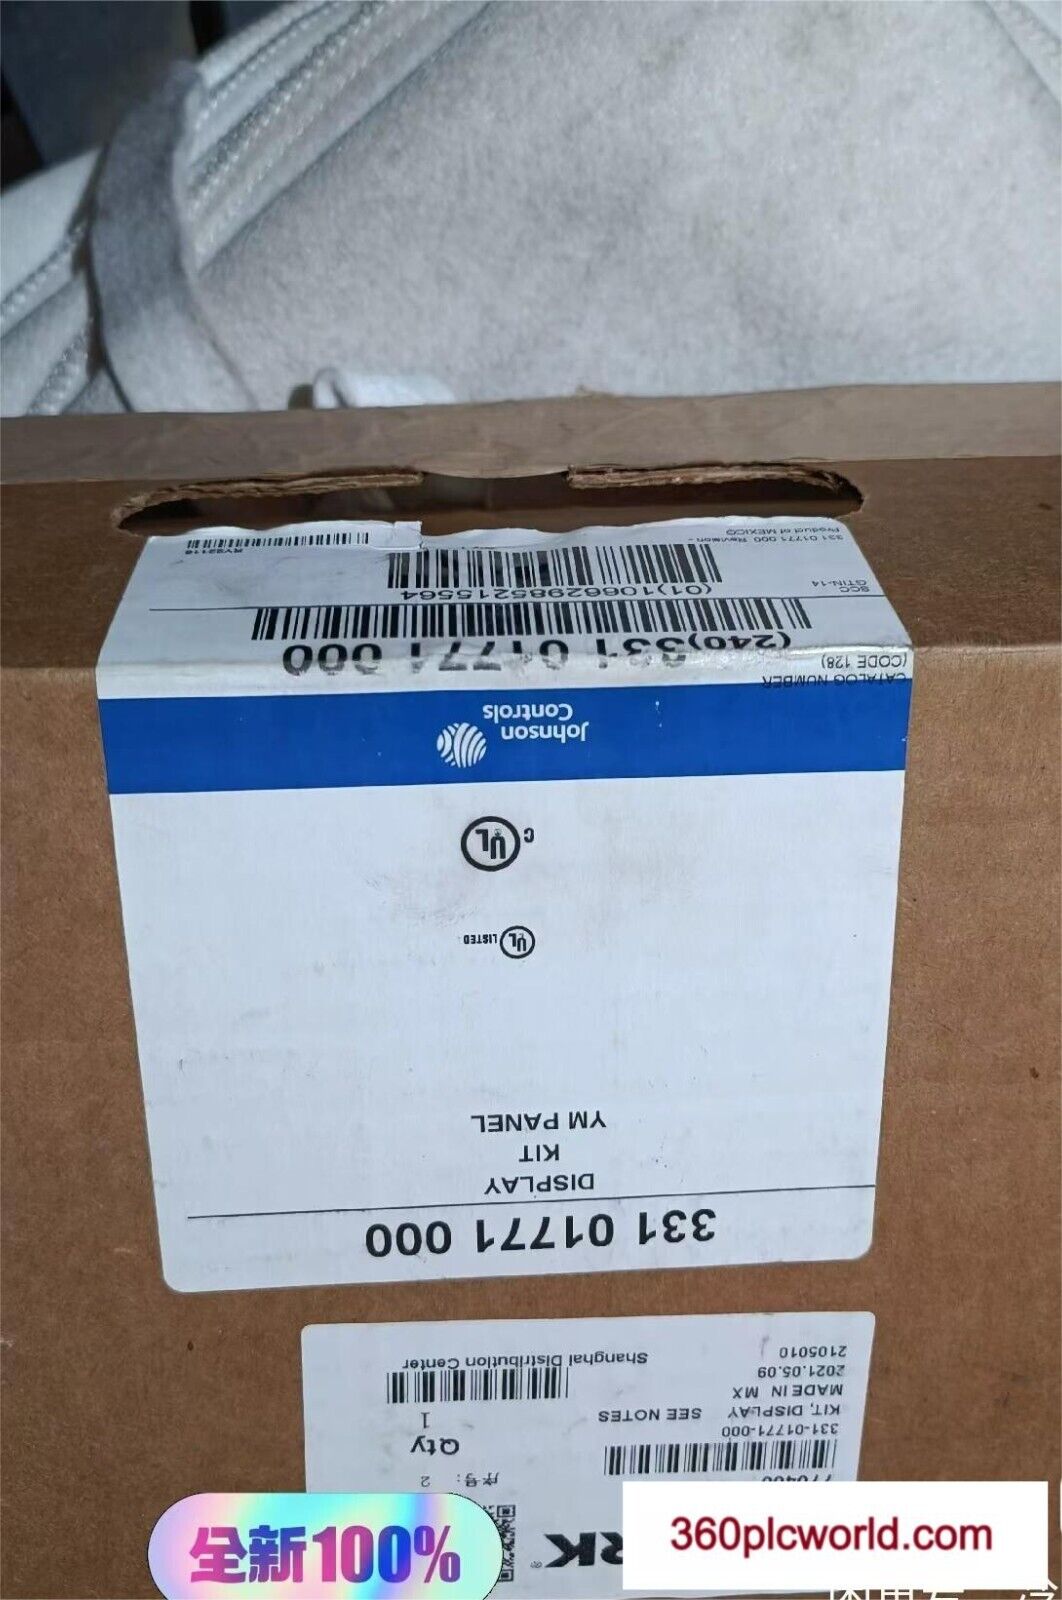 331 01771 000
DISPLAY
KIT
YM PANEL
UL LISTED
C UL
Johnson
Controls
CATALOG NUMBER
(CODE 128)
(240)331 01771 000
SCC
GTIN-14
(01)10662985215564
331 01771 000 Revision -
Product of MEXICO
RK®
序号: 2
331-01771-000
Qty
KIT, DISPLAY SEE NOTES
1
MADE IN MX
2021.05.09
2105010
Shanghai Distribution Center
全新100%
360plcworld.com